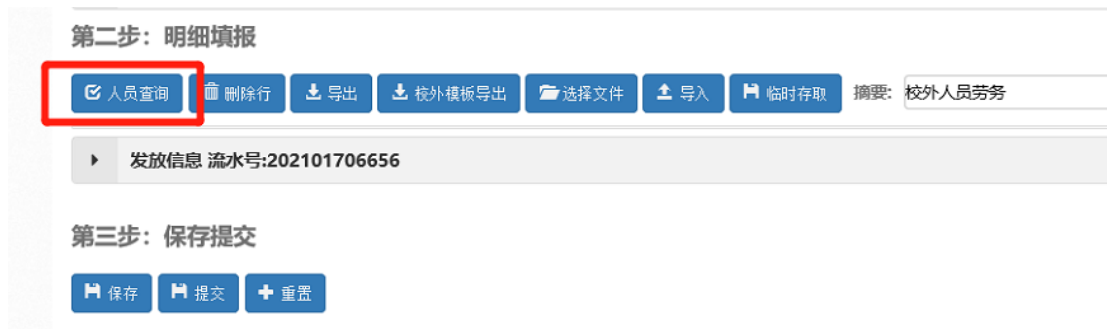 第二步：明细填报
人员查询 删除行 导出 校外模板导出 选择文件 导入 临时存取 摘要: 校外人员劳务
发放信息 流水号:202101706656
第三步：保存提交
保存 提交 重置